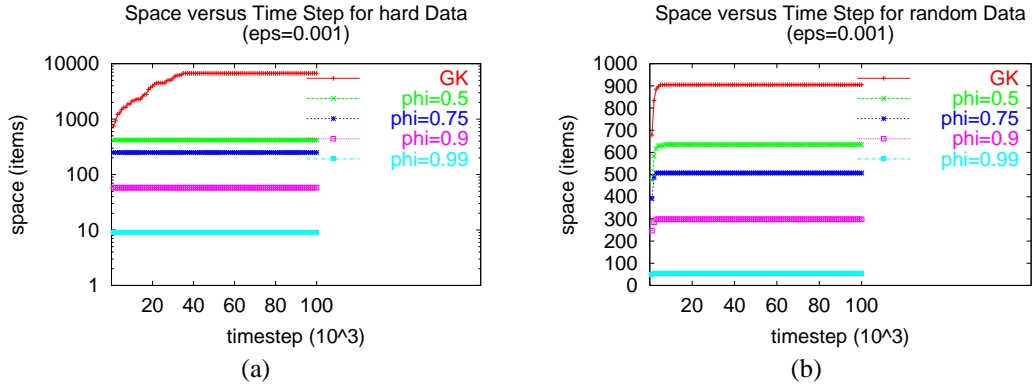 Space versus Time Step for hard Data
(eps=0.001)
10000
1000
100
10
1
space (items)
20 40 60 80 100
timestep (10^3)
GK
phi=0.5
phi=0.75
phi=0.9
phi=0.99
(a)
Space versus Time Step for random Data
(eps=0.001)
1000
900
800
700
600
500
400
300
200
100
0
space (items)
20 40 60 80 100
timestep (10^3)
GK
phi=0.5
phi=0.75
phi=0.9
phi=0.99
(b)